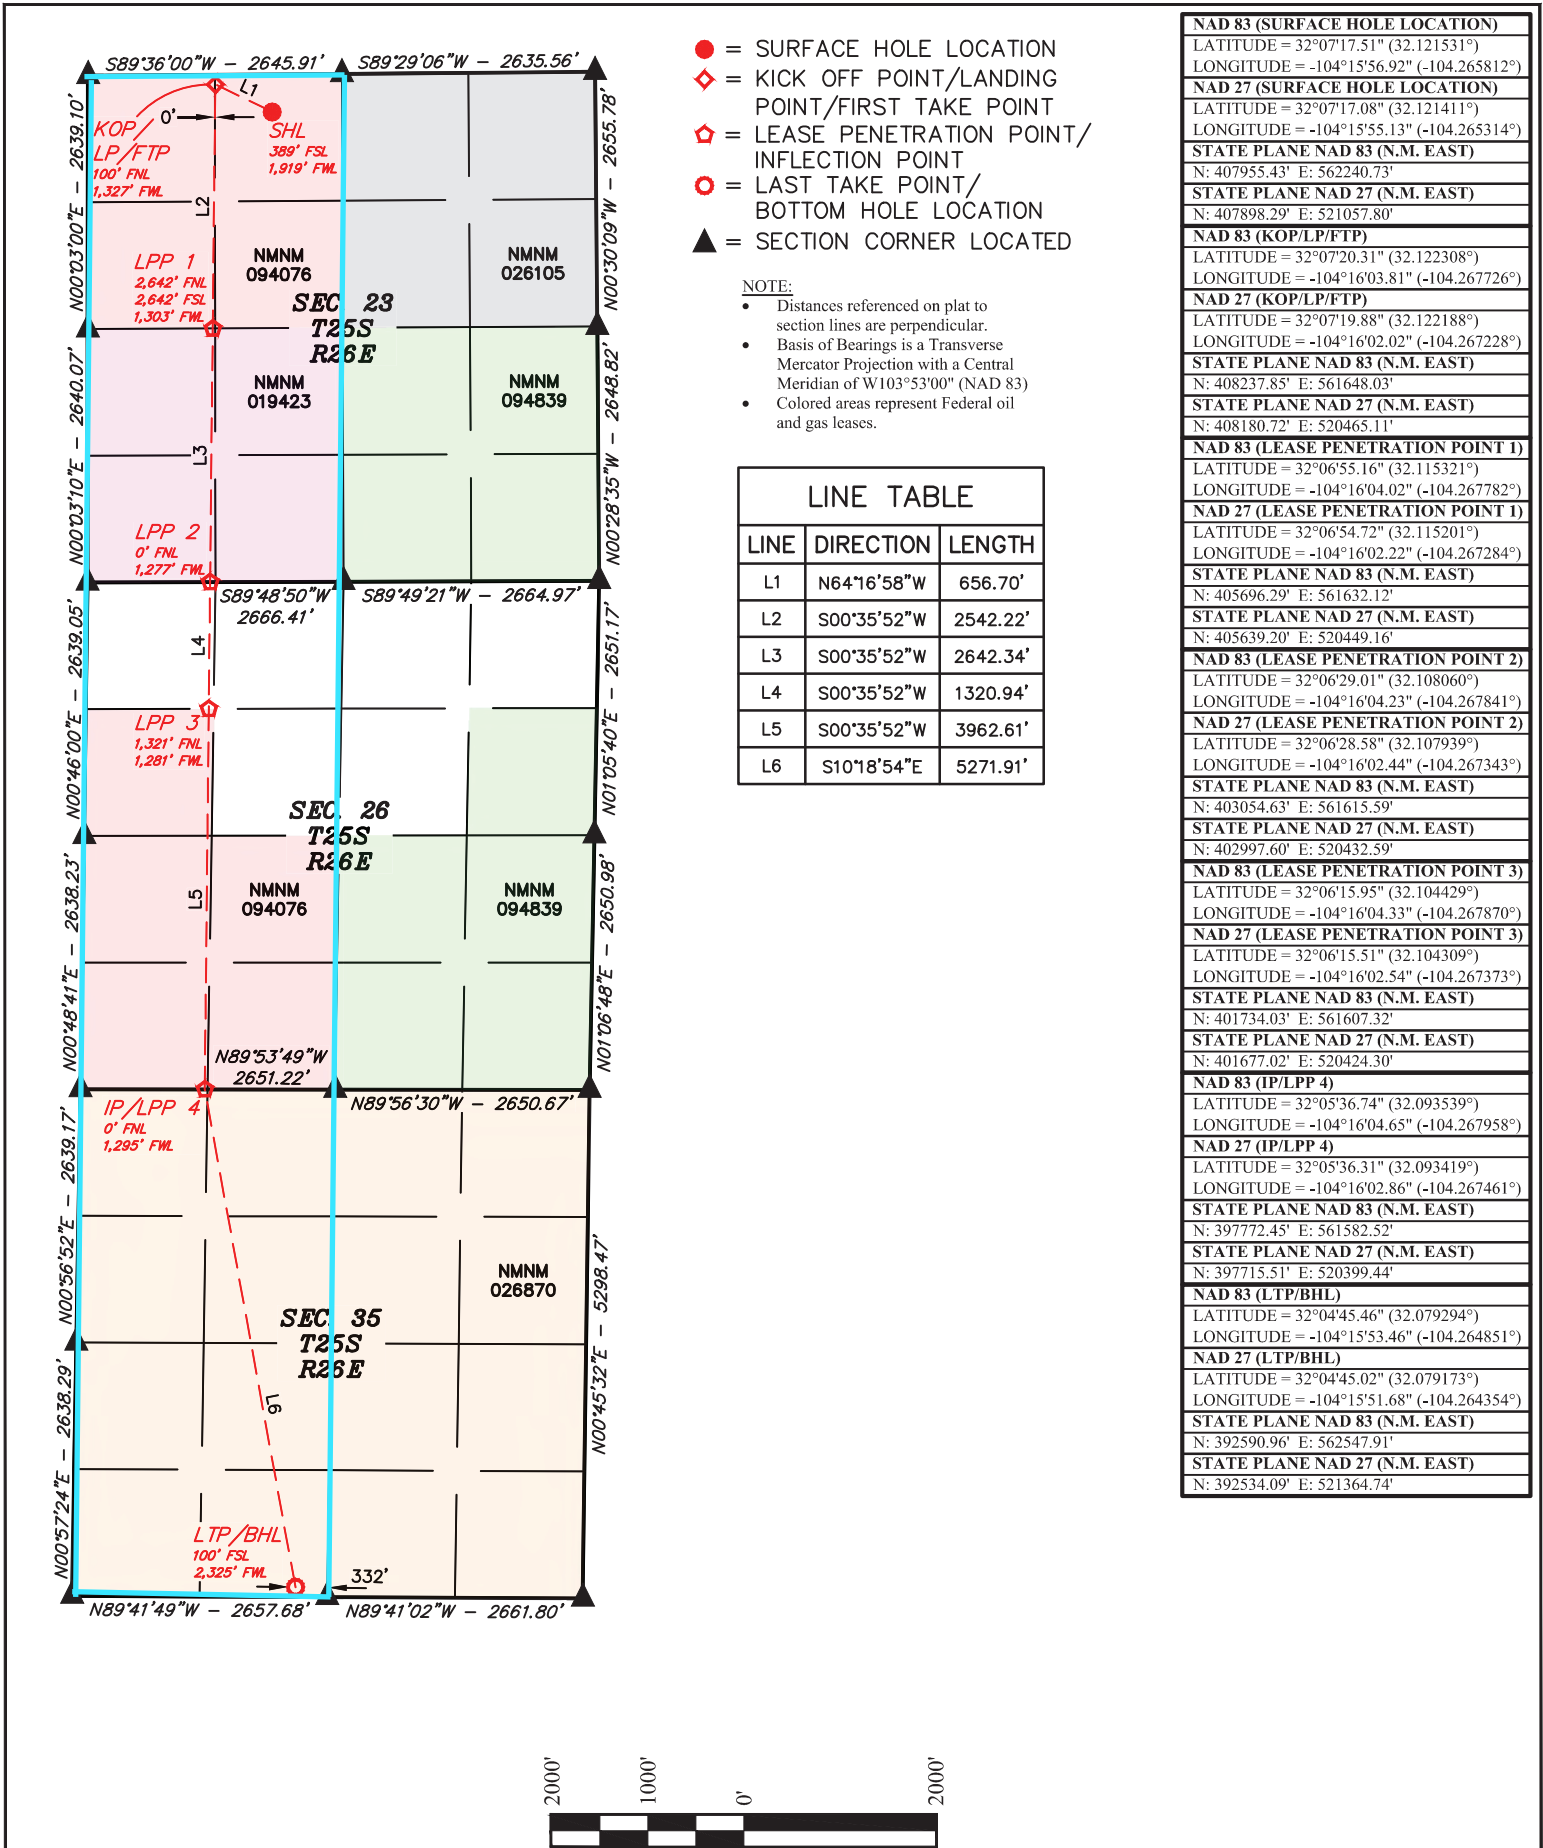 S89°36'00"W – 2645.91'
S89°29'06"W – 2635.56'
N00°03'00"E – 2639.10'
N00°30'09"W – 2655.78'
L1
0'
KOP/
LP/FTP
100' FNL
1,327' FWL
SHL
389' FSL
1,919' FWL
L2
LPP 1
2,642' FNL
2,642' FSL
1,303' FWL
NMNM
094076
NMNM
026105
SEC. 23
T25S
R26E
N00°03'10"E – 2640.07'
N00°28'35"W – 2648.82'
NMNM
019423
NMNM
094839
L3
LPP 2
0' FNL
1,277' FWL
S89°48'50"W
2666.41'
S89°49'21"W – 2664.97'
N00°46'00"E – 2639.05'
N01°05'40"E – 2651.17'
L4
LPP 3
1,321' FNL
1,281' FWL
SEC. 26
T25S
R26E
N00°48'41"E – 2638.23'
N01°06'48"E – 2650.98'
L5
NMNM
094076
NMNM
094839
N89°53'49"W
2651.22'
N89°56'30"W – 2650.67'
IP/LPP 4
0' FNL
1,295' FWL
N00°56'52"E – 2639.17'
N00°45'32"E – 5298.47'
NMNM
026870
SEC. 35
T25S
R26E
N00°57'24"E – 2638.29'
L6
LTP/BHL
100' FSL
2,325' FWL
332'
N89°41'49"W – 2657.68'
N89°41'02"W – 2661.80'
= SURFACE HOLE LOCATION
= KICK OFF POINT/LANDING
POINT/FIRST TAKE POINT
= LEASE PENETRATION POINT/
INFLECTION POINT
= LAST TAKE POINT/
BOTTOM HOLE LOCATION
= SECTION CORNER LOCATED
NOTE:
• Distances referenced on plat to
section lines are perpendicular.
• Basis of Bearings is a Transverse
Mercator Projection with a Central
Meridian of W103°53'00" (NAD 83)
• Colored areas represent Federal oil
and gas leases.
LINE TABLE
LINE DIRECTION LENGTH
L1 N64°16'58"W 656.70'
L2 S00°35'52"W 2542.22'
L3 S00°35'52"W 2642.34'
L4 S00°35'52"W 1320.94'
L5 S00°35'52"W 3962.61'
L6 S10°18'54"E 5271.91'
NAD 83 (SURFACE HOLE LOCATION)
LATITUDE = 32°07'17.51" (32.121531°)
LONGITUDE = -104°15'56.92" (-104.265812°)
NAD 27 (SURFACE HOLE LOCATION)
LATITUDE = 32°07'17.08" (32.121411°)
LONGITUDE = -104°15'55.13" (-104.265314°)
STATE PLANE NAD 83 (N.M. EAST)
N: 407955.43' E: 562240.73'
STATE PLANE NAD 27 (N.M. EAST)
N: 407898.29' E: 521057.80'
NAD 83 (KOP/LP/FTP)
LATITUDE = 32°07'20.31" (32.122308°)
LONGITUDE = -104°16'03.81" (-104.267726°)
NAD 27 (KOP/LP/FTP)
LATITUDE = 32°07'19.88" (32.122188°)
LONGITUDE = -104°16'02.02" (-104.267228°)
STATE PLANE NAD 83 (N.M. EAST)
N: 408237.85' E: 561648.03'
STATE PLANE NAD 27 (N.M. EAST)
N: 408180.72' E: 520465.11'
NAD 83 (LEASE PENETRATION POINT 1)
LATITUDE = 32°06'55.16" (32.115321°)
LONGITUDE = -104°16'04.02" (-104.267782°)
NAD 27 (LEASE PENETRATION POINT 1)
LATITUDE = 32°06'54.72" (32.115201°)
LONGITUDE = -104°16'02.22" (-104.267284°)
STATE PLANE NAD 83 (N.M. EAST)
N: 405696.29' E: 561632.12'
STATE PLANE NAD 27 (N.M. EAST)
N: 405639.20' E: 520449.16'
NAD 83 (LEASE PENETRATION POINT 2)
LATITUDE = 32°06'29.01" (32.108060°)
LONGITUDE = -104°16'04.23" (-104.267841°)
NAD 27 (LEASE PENETRATION POINT 2)
LATITUDE = 32°06'28.58" (32.107939°)
LONGITUDE = -104°16'02.44" (-104.267343°)
STATE PLANE NAD 83 (N.M. EAST)
N: 403054.63' E: 561615.59'
STATE PLANE NAD 27 (N.M. EAST)
N: 402997.60' E: 520432.59'
NAD 83 (LEASE PENETRATION POINT 3)
LATITUDE = 32°06'15.95" (32.104429°)
LONGITUDE = -104°16'04.33" (-104.267870°)
NAD 27 (LEASE PENETRATION POINT 3)
LATITUDE = 32°06'15.51" (32.104309°)
LONGITUDE = -104°16'02.54" (-104.267373°)
STATE PLANE NAD 83 (N.M. EAST)
N: 401734.03' E: 561607.32'
STATE PLANE NAD 27 (N.M. EAST)
N: 401677.02' E: 520424.30'
NAD 83 (IP/LPP 4)
LATITUDE = 32°05'36.74" (32.093539°)
LONGITUDE = -104°16'04.65" (-104.267958°)
NAD 27 (IP/LPP 4)
LATITUDE = 32°05'36.31" (32.093419°)
LONGITUDE = -104°16'02.86" (-104.267461°)
STATE PLANE NAD 83 (N.M. EAST)
N: 397772.45' E: 561582.52'
STATE PLANE NAD 27 (N.M. EAST)
N: 397715.51' E: 520399.44'
NAD 83 (LTP/BHL)
LATITUDE = 32°04'45.46" (32.079294°)
LONGITUDE = -104°15'53.46" (-104.264851°)
NAD 27 (LTP/BHL)
LATITUDE = 32°04'45.02" (32.079173°)
LONGITUDE = -104°15'51.68" (-104.264354°)
STATE PLANE NAD 83 (N.M. EAST)
N: 392590.96' E: 562547.91'
STATE PLANE NAD 27 (N.M. EAST)
N: 392534.09' E: 521364.74'
2000' 1000' 0' 2000'